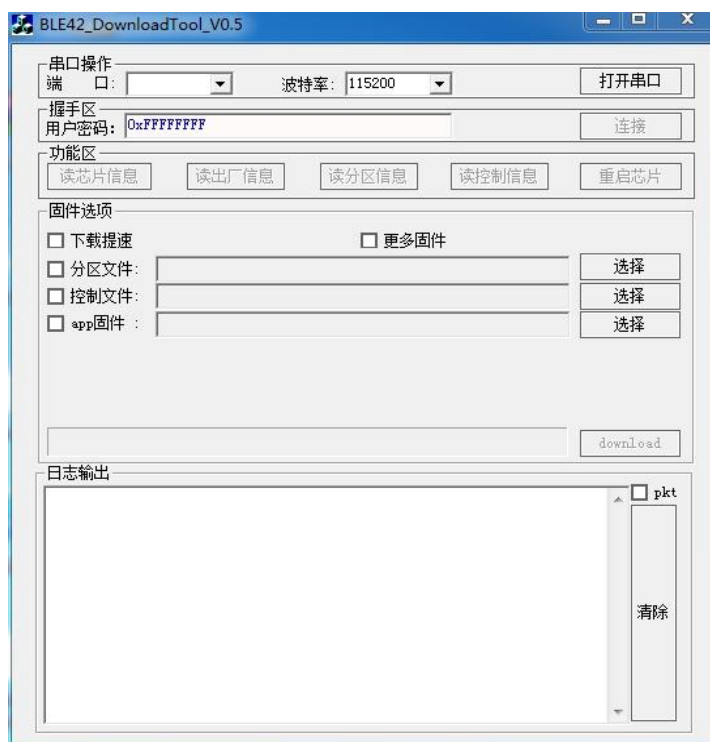 BLE42_DownloadTool_V0.5
串口操作
端 口: 波特率: 115200 打开串口
握手区
用户密码: 0xFFFFFFFF 连接
功能区
读芯片信息 读出厂信息 读分区信息 读控制信息 重启芯片
固件选项
下载提速 更多固件
分区文件: 选择
控制文件: 选择
app固件 : 选择
download
日志输出
pkt
清除